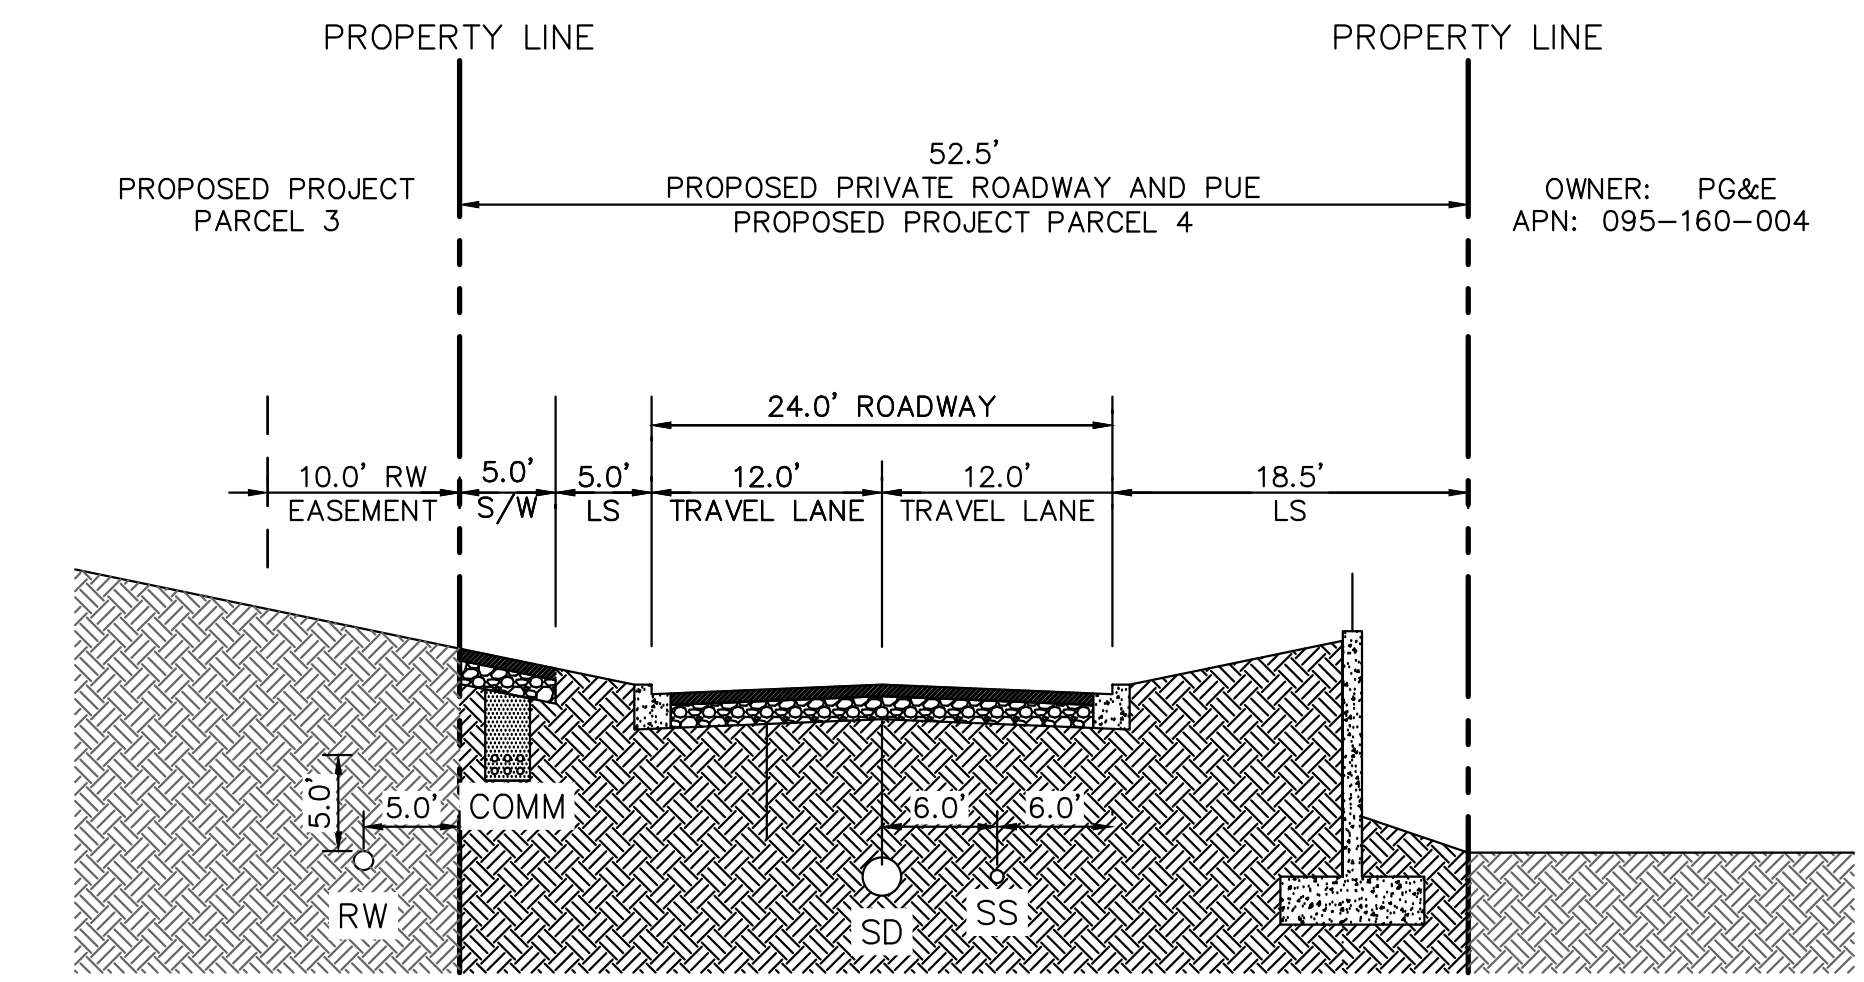 PROPERTY LINE
PROPERTY LINE
52.5'
PROPOSED PROJECT
PARCEL 3
PROPOSED PRIVATE ROADWAY AND PUE
PROPOSED PROJECT PARCEL 4
OWNER: PG&E
APN: 095-160-004
24.0' ROADWAY
10.0' RW
EASEMENT
5.0'
S/W
5.0'
LS
12.0'
TRAVEL LANE
12.0'
TRAVEL LANE
18.5'
LS
5.0'
5.0'
COMM
6.0'
6.0'
RW
SD
SS